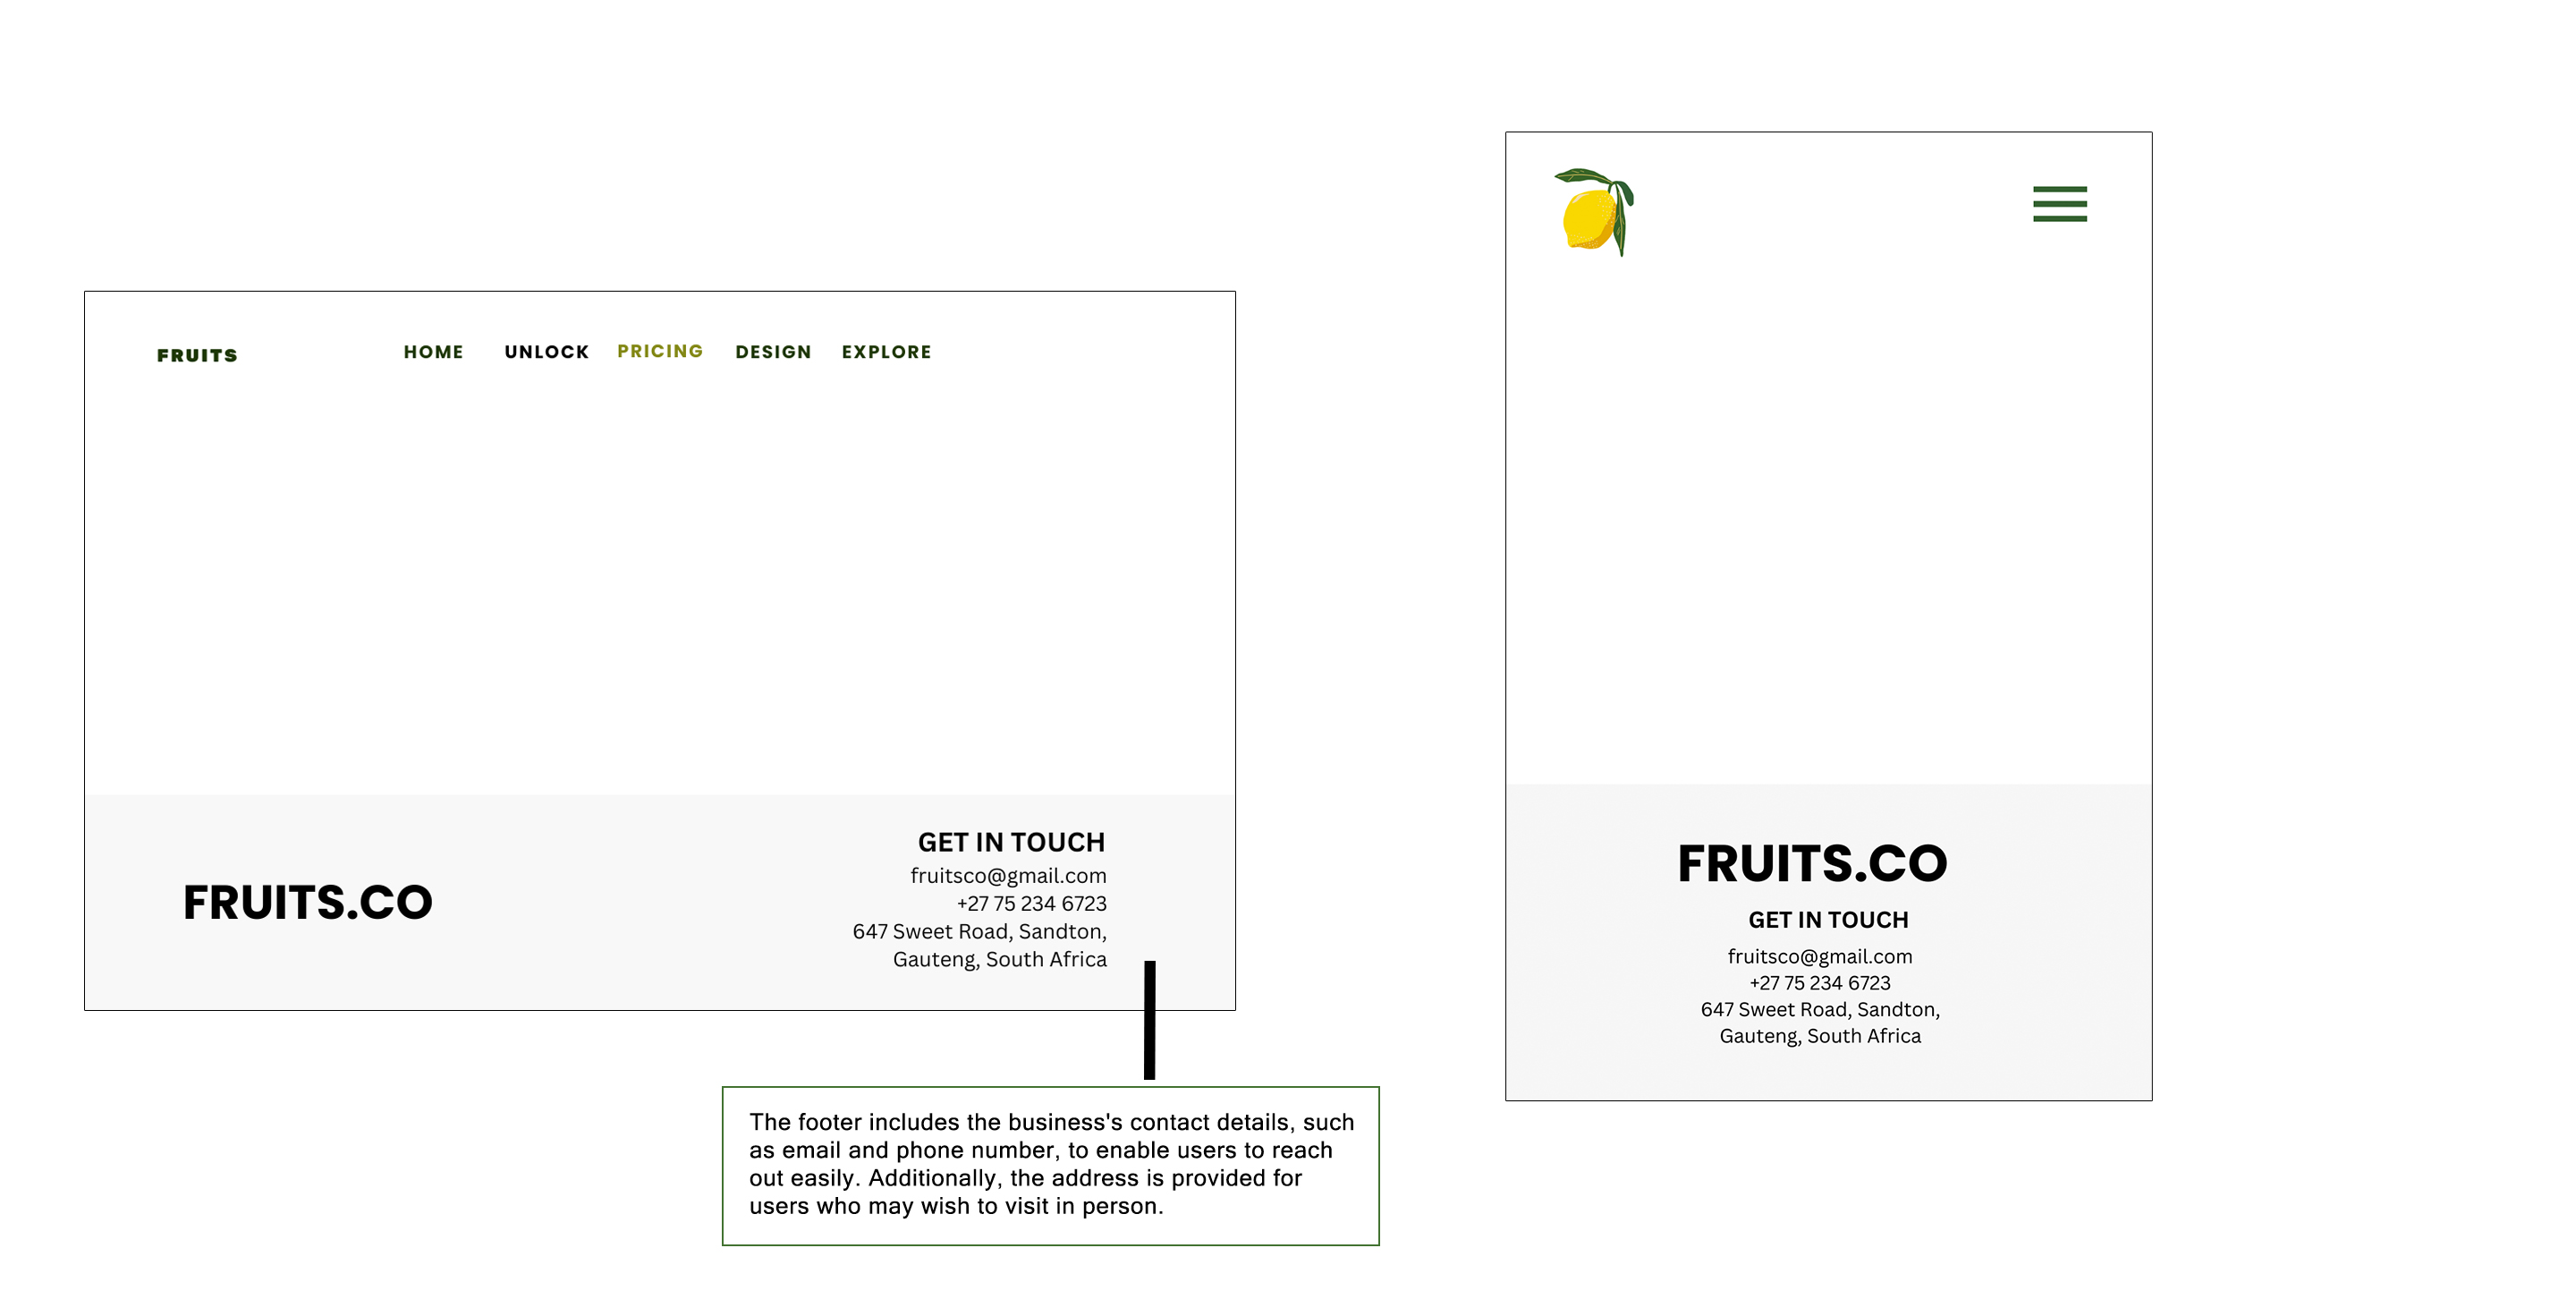 FRUITS
HOME UNLOCK PRICING DESIGN EXPLORE
FRUITS.CO
GET IN TOUCH
fruitsco@gmail.com
+27 75 234 6723
647 Sweet Road, Sandton,
Gauteng, South Africa
The footer includes the business's contact details, such
as email and phone number, to enable users to reach
out easily. Additionally, the address is provided for
users who may wish to visit in person.
FRUITS.CO
GET IN TOUCH
fruitsco@gmail.com
+27 75 234 6723
647 Sweet Road, Sandton,
Gauteng, South Africa